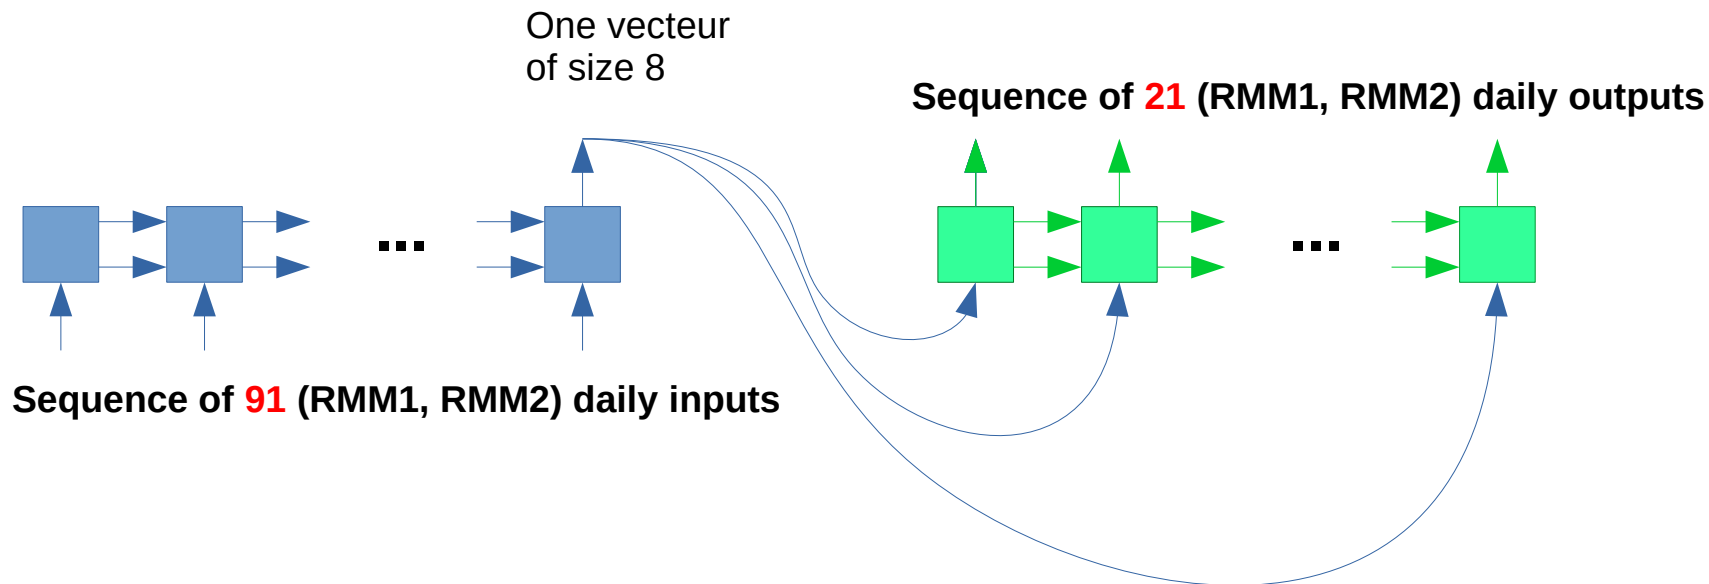 One vecteur
of size 8
Sequence of 21 (RMM1, RMM2) daily outputs
...
...
Sequence of 91 (RMM1, RMM2) daily inputs